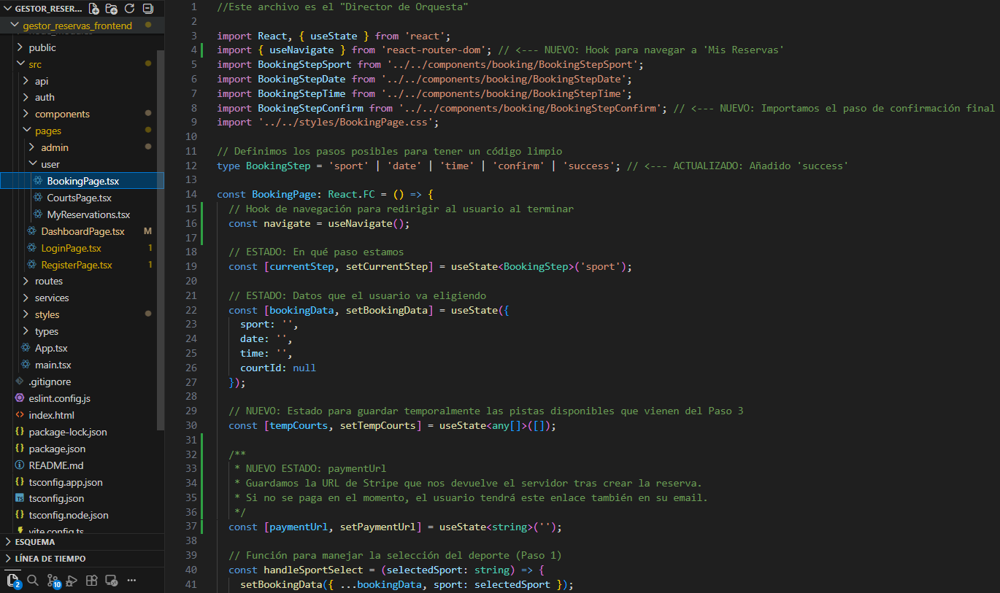 GESTOR_RESER...
gestor_reservas_frontend
public
src
api
auth
components
pages
admin
user
BookingPage.tsx
CourtsPage.tsx
MyReservations.tsx
DashboardPage.tsx M
LoginPage.tsx 1
RegisterPage.tsx 1
routes
services
styles
types
App.tsx
main.tsx
.gitignore
eslint.config.js
index.html
package-lock.json
package.json
README.md
tsconfig.app.json
tsconfig.json
tsconfig.node.json
vite.config.ts
ESQUEMA
LÍNEA DE TIEMPO
2
10
1 //Este archivo es el "Director de Orquesta"
2
3 import React, { useState } from 'react';
4 import { useNavigate } from 'react-router-dom'; // <--- NUEVO: Hook para navegar a 'Mis Reservas'
5 import BookingStepSport from '../../components/booking/BookingStepSport';
6 import BookingStepDate from '../../components/booking/BookingStepDate';
7 import BookingStepTime from '../../components/booking/BookingStepTime';
8 import BookingStepConfirm from '../../components/booking/BookingStepConfirm'; // <--- NUEVO: Importamos el paso de confirmación final
9 import '../../styles/BookingPage.css';
10
11 // Definimos los pasos posibles para tener un código limpio
12 type BookingStep = 'sport' | 'date' | 'time' | 'confirm' | 'success'; // <--- ACTUALIZADO: Añadido 'success'
13
14 const BookingPage: React.FC = () => {
15 // Hook de navegación para redirigir al usuario al terminar
16 const navigate = useNavigate();
17
18 // ESTADO: En qué paso estamos
19 const [currentStep, setCurrentStep] = useState<BookingStep>('sport');
20
21 // ESTADO: Datos que el usuario va eligiendo
22 const [bookingData, setBookingData] = useState({
23 sport: '',
24 date: '',
25 time: '',
26 courtId: null
27 });
28
29 // NUEVO: Estado para guardar temporalmente las pistas disponibles que vienen del Paso 3
30 const [tempCourts, setTempCourts] = useState<any[]>([]);
31
32 /**
33 * NUEVO ESTADO: paymentUrl
34 * Guardamos la URL de Stripe que nos devuelve el servidor tras crear la reserva.
35 * Si no se paga en el momento, el usuario tendrá este enlace también en su email.
36 */
37 const [paymentUrl, setPaymentUrl] = useState<string>('');
38
39 // Función para manejar la selección del deporte (Paso 1)
40 const handleSportSelect = (selectedSport: string) => {
41 setBookingData({ ...bookingData, sport: selectedSport });